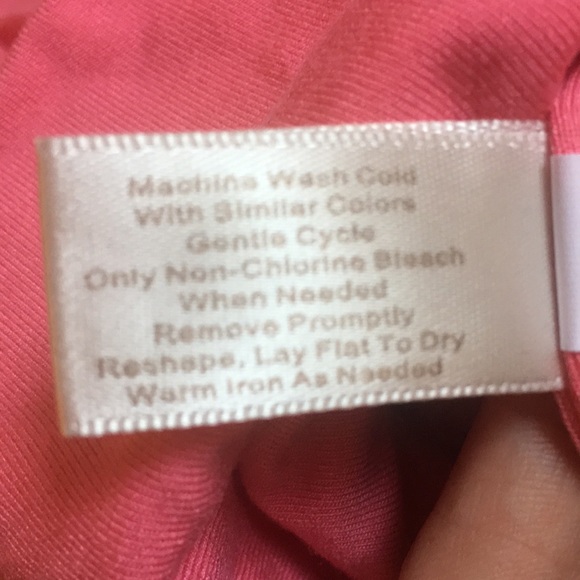 Machine Wash Cold
With Similar Colors
Gentle Cycle
Only Non-Chlorine Bleach
When Needed
Remove Promptly
Reshape, Lay Flat To Dry
Warm Iron As Needed